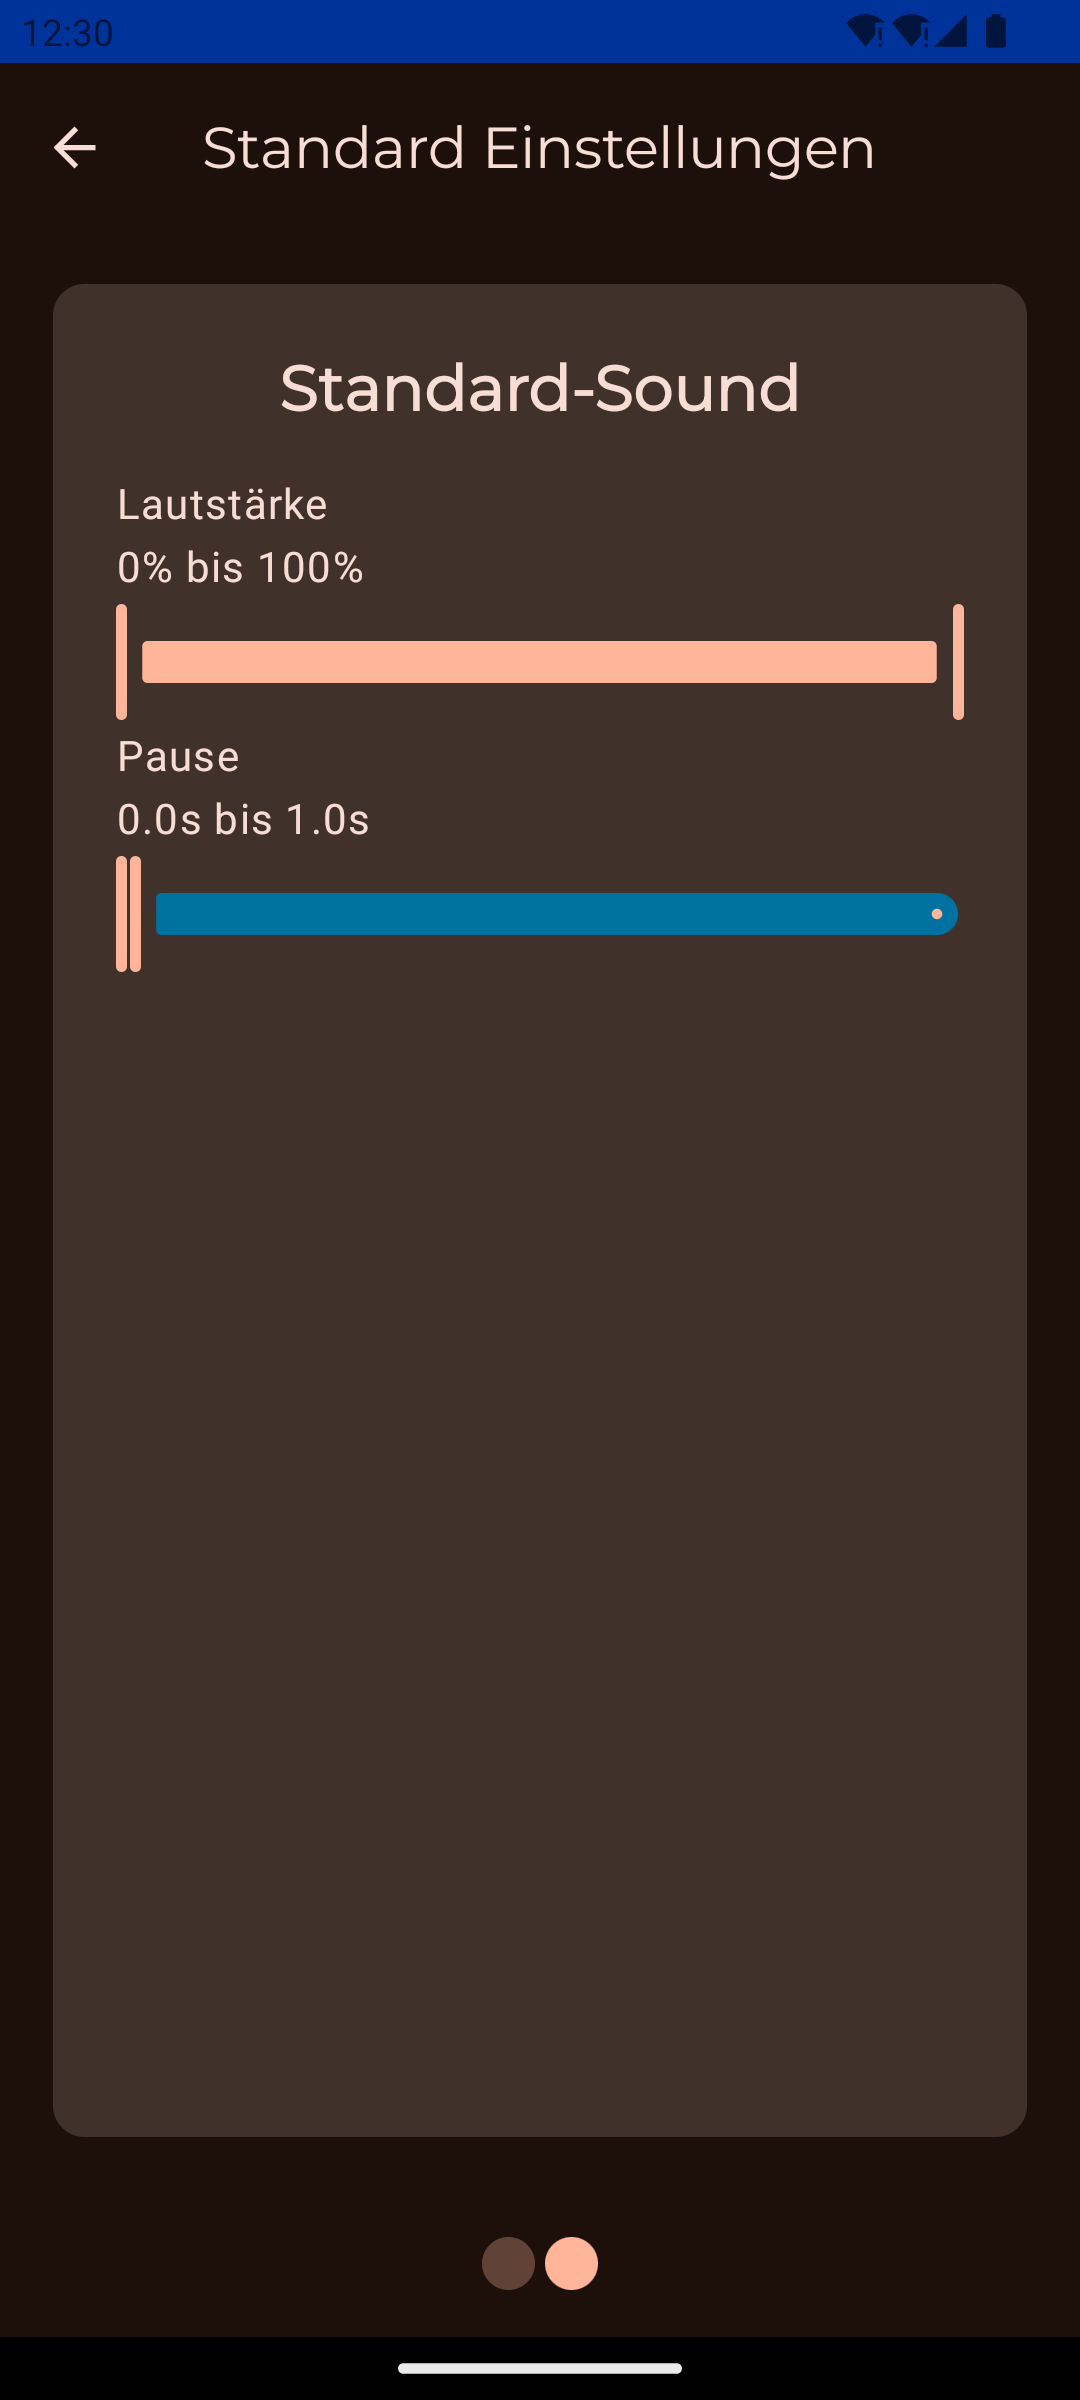 12:30
Standard Einstellungen
Standard-Sound
Lautstärke
0% bis 100%
Pause
0.0s bis 1.0s